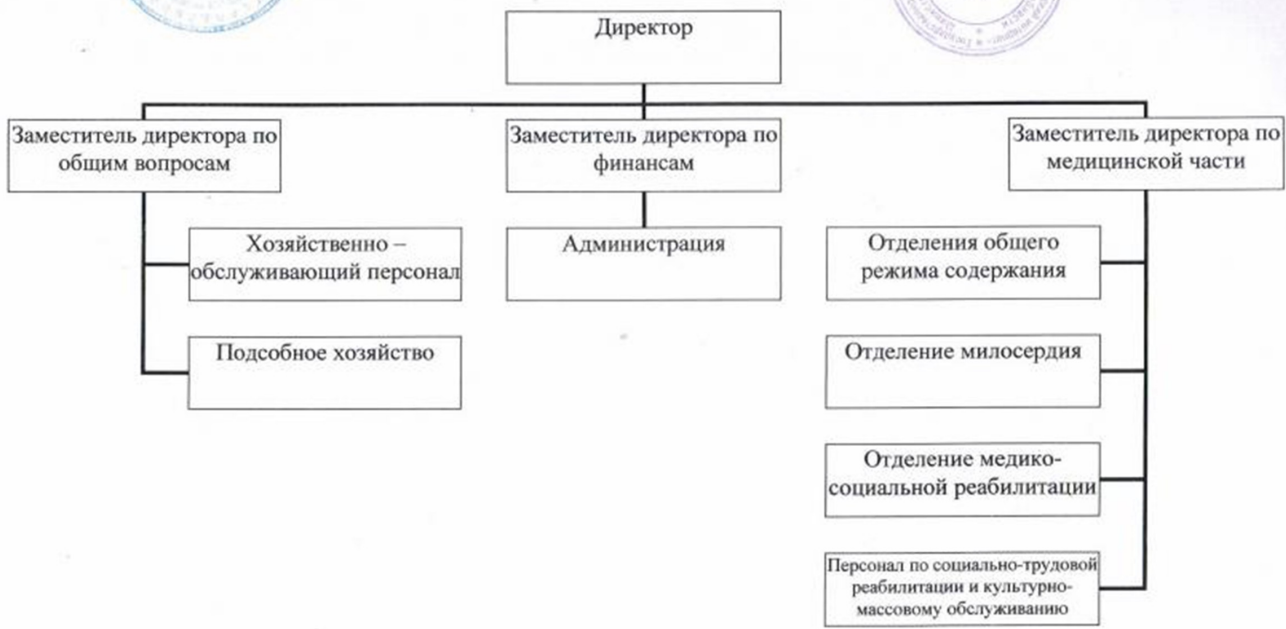 Директор
Заместитель директора по
общим вопросам
Заместитель директора по
финансам
Заместитель директора по
медицинской части
Хозяйственно –
обслуживающий персонал
Администрация
Отделения общего
режима содержания
Подсобное хозяйство
Отделение милосердия
Отделение медико-
социальной реабилитации
Персонал по социально-трудовой
реабилитации и культурно-
массовому обслуживанию